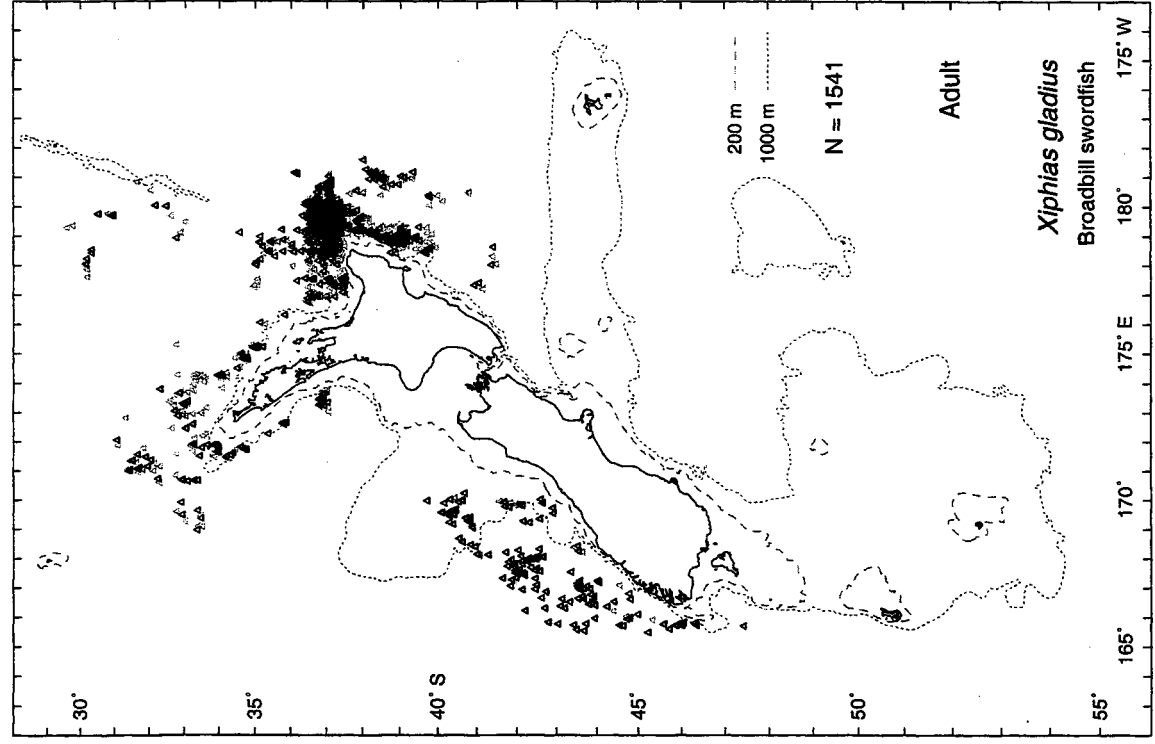 30°
35°
40° S
45°
50°
55°
165°
170°
175° E
180°
175° W
200 m
1000 m
N = 1541
Adult
Xiphias gladius
Broadbill swordfish